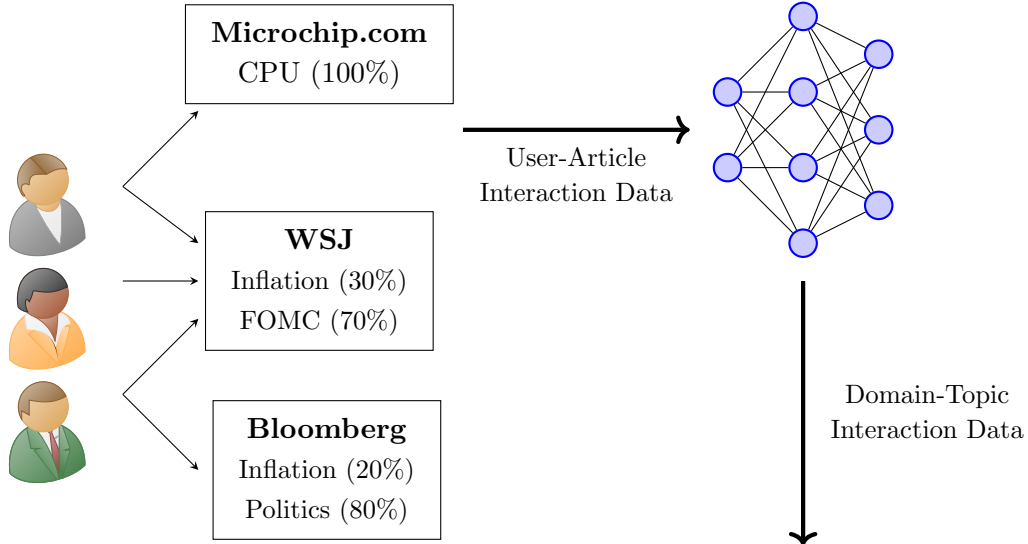 Microchip.com
CPU (100%)
User-Article
Interaction Data
WSJ
Inflation (30%)
FOMC (70%)
Bloomberg
Inflation (20%)
Politics (80%)
Domain-Topic
Interaction Data